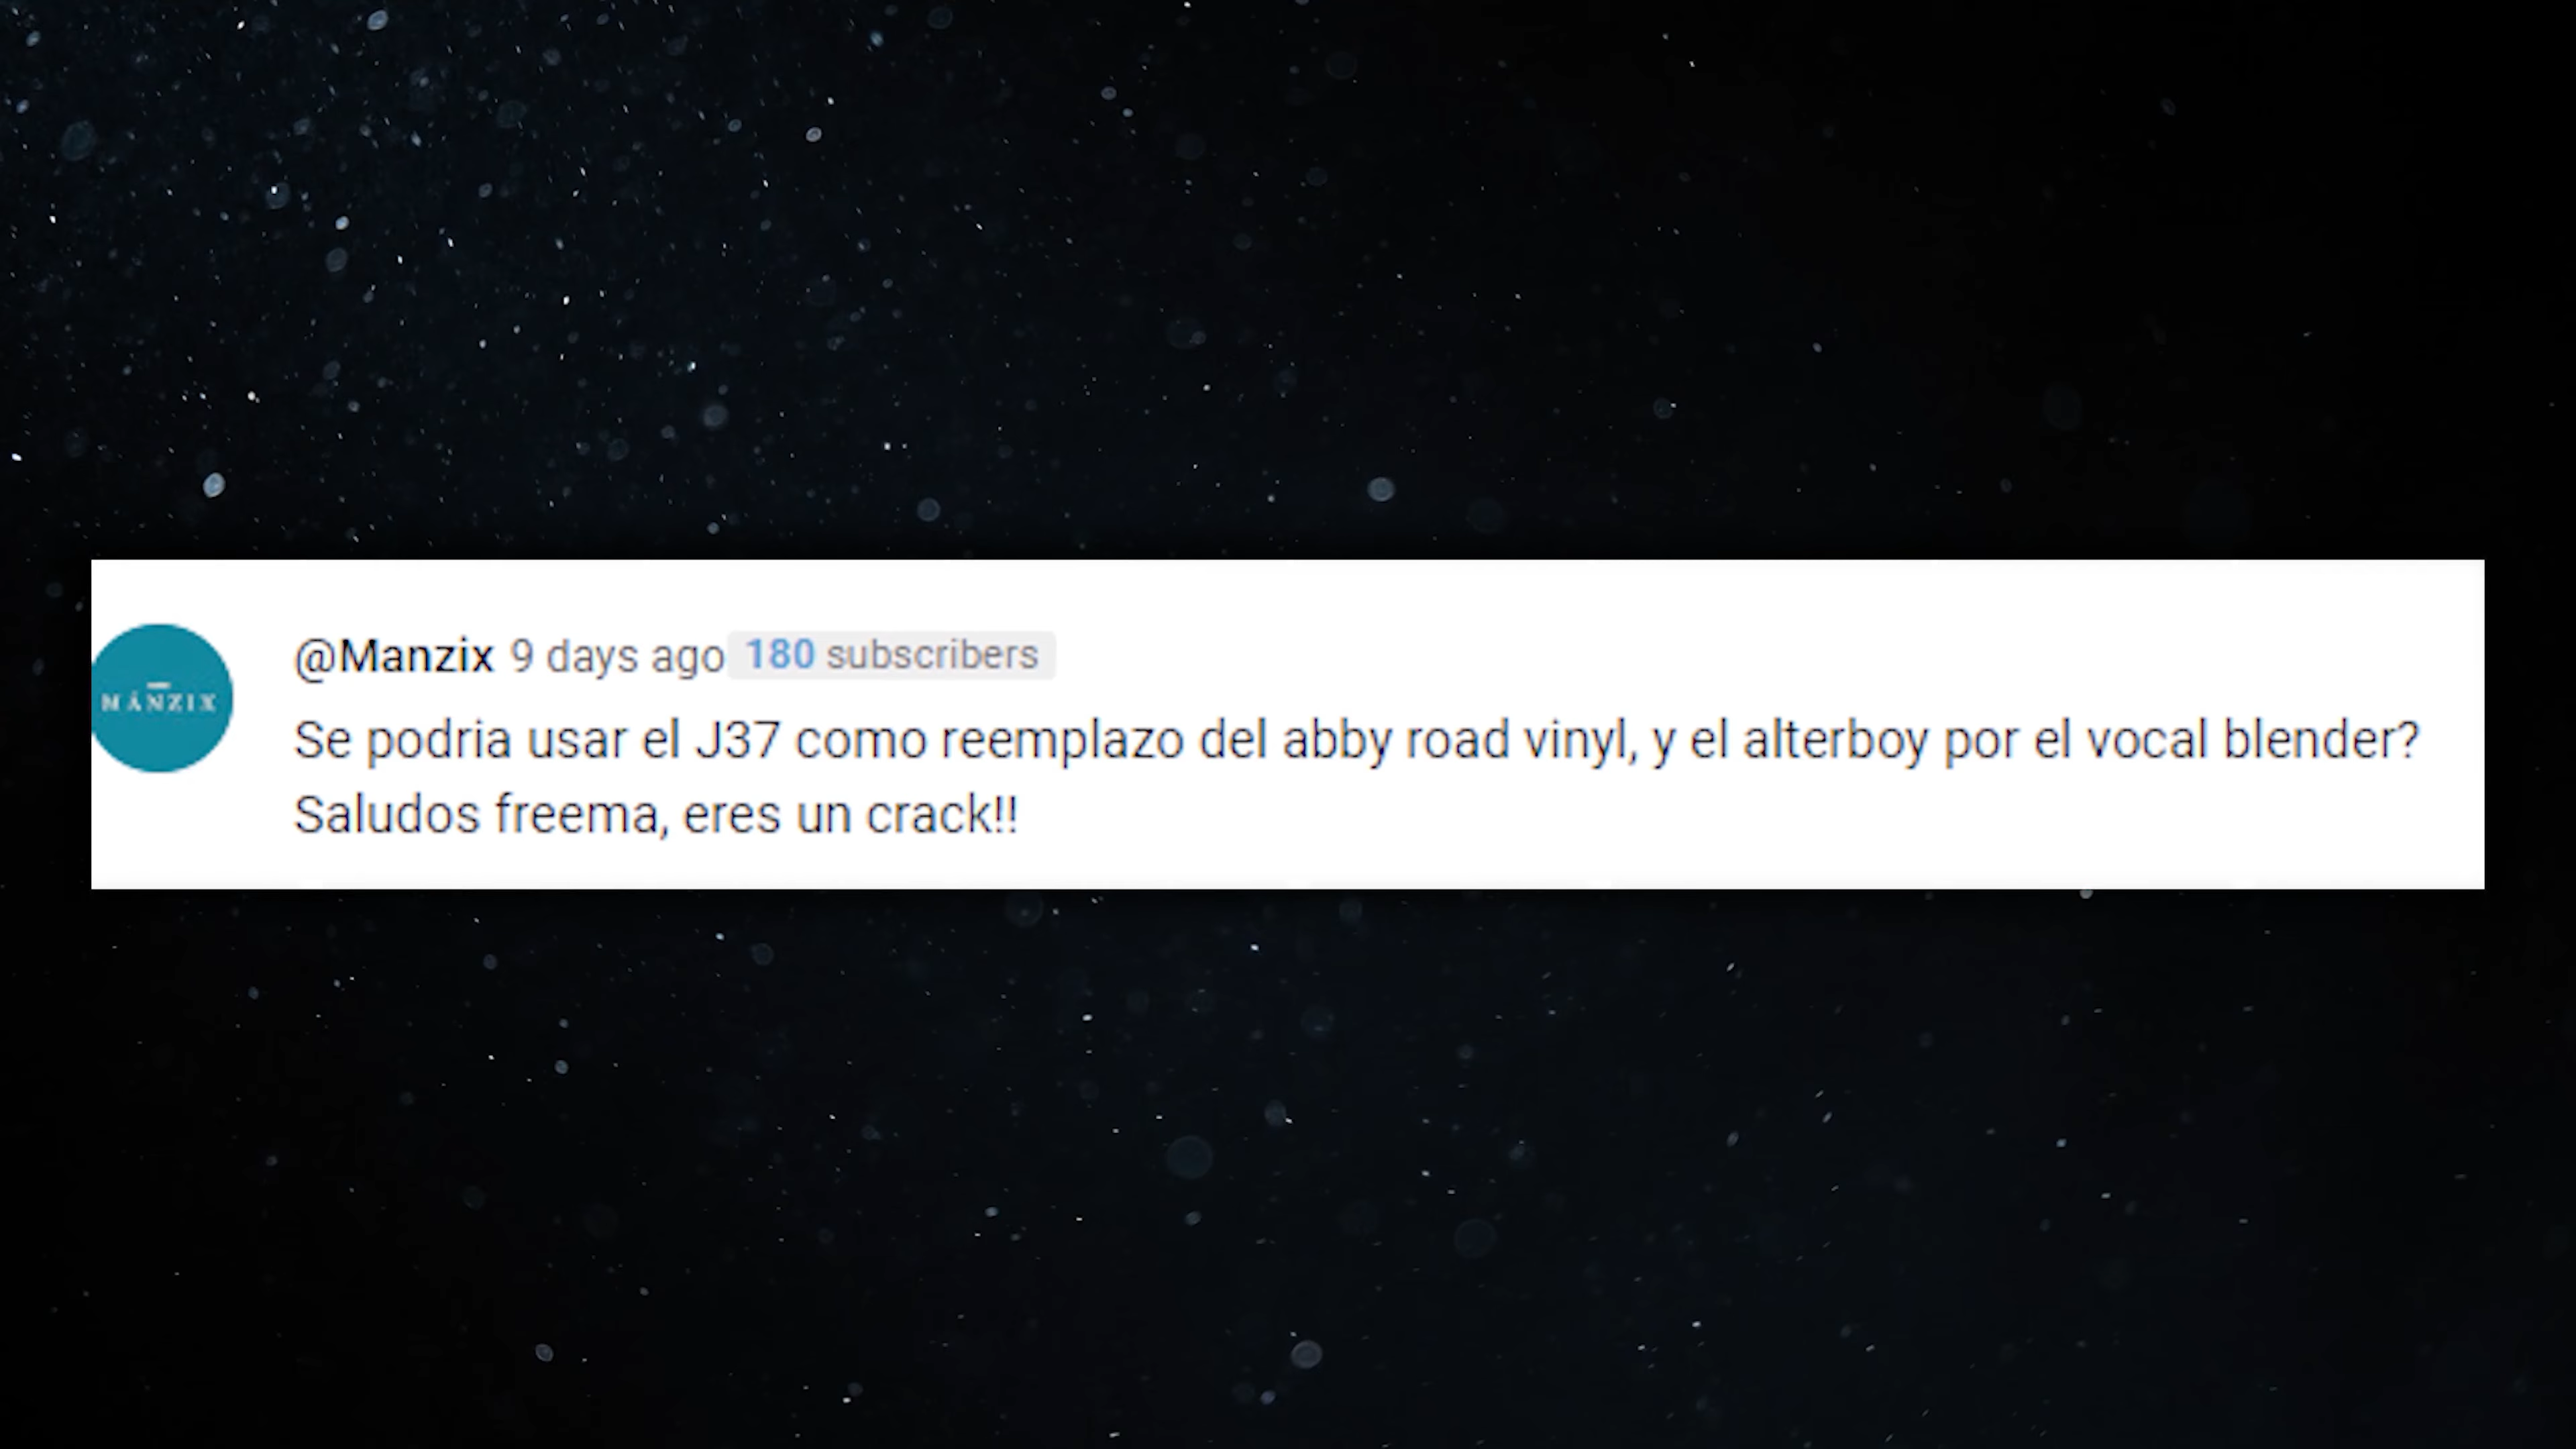 @Manzix 9 days ago 180 subscribers
MÁNZIX
Se podria usar el J37 como reemplazo del abby road vinyl, y el alterboy por el vocal blender?
Saludos freema, eres un crack!!